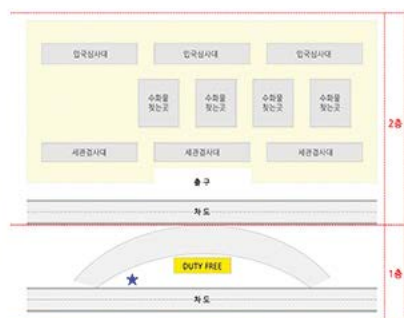 입국심사대 입국심사대 입국심사대
수화물 수화물 수화물 수화물
찾는곳 찾는곳 찾는곳 찾는곳
2층
세관검사대 세관검사대 세관검사대
출 구
차 도
DUTY FREE
1층
차 도